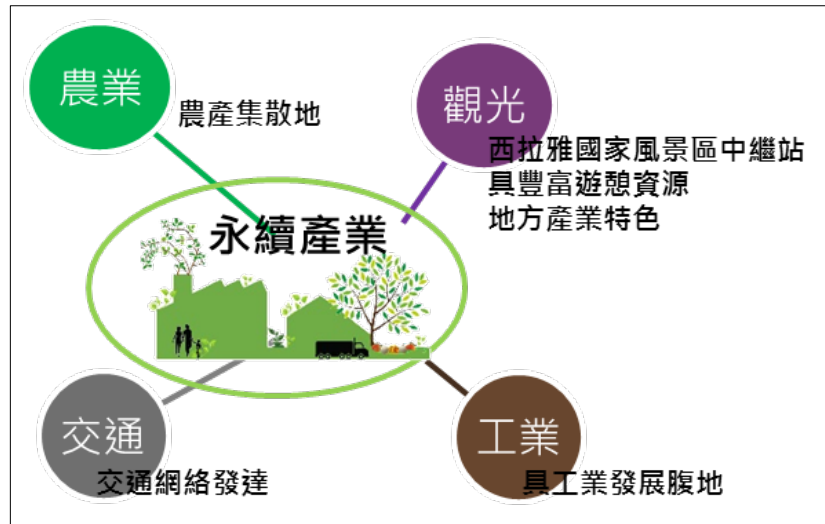 農業
農產集散地
觀光
西拉雅國家風景區中繼站
具豐富遊憩資源
地方產業特色
永續產業
交通
交通網絡發達
工業
具工業發展腹地